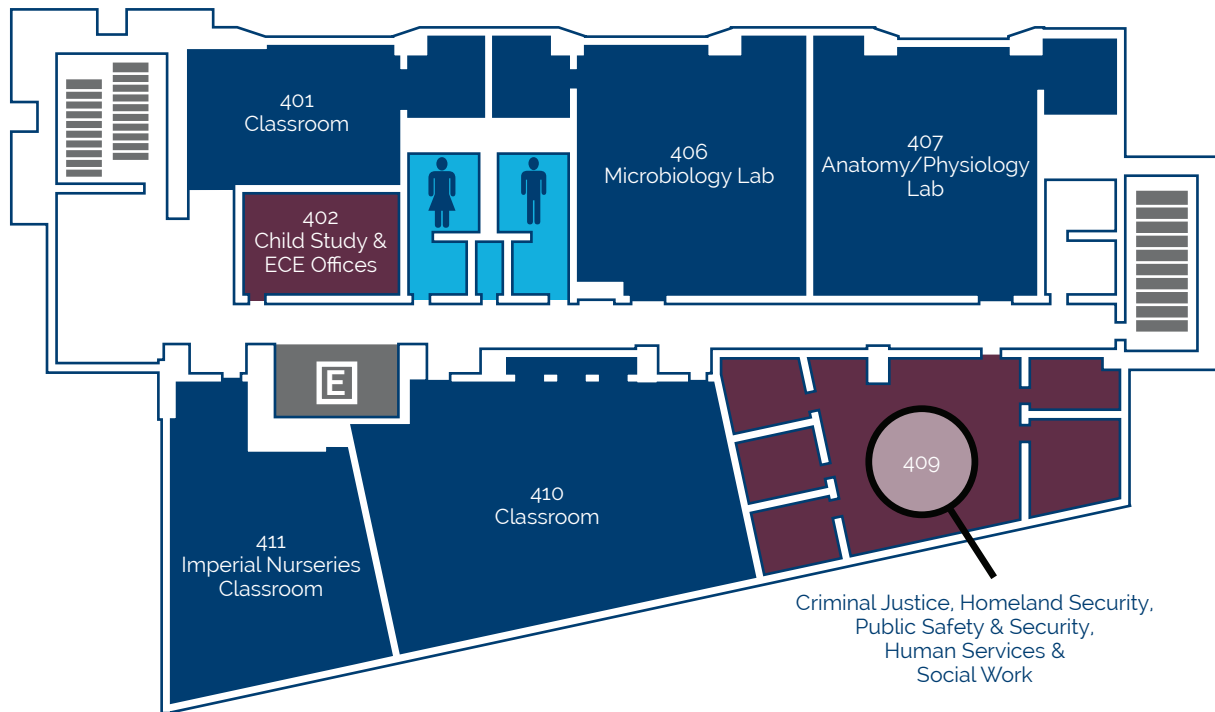 401
Classroom
406
Microbiology Lab
407
Anatomy/Physiology
Lab
402
Child Study &
ECE Offices
E
409
410
Classroom
411
Imperial Nurseries
Classroom
Criminal Justice, Homeland Security,
Public Safety & Security,
Human Services &
Social Work